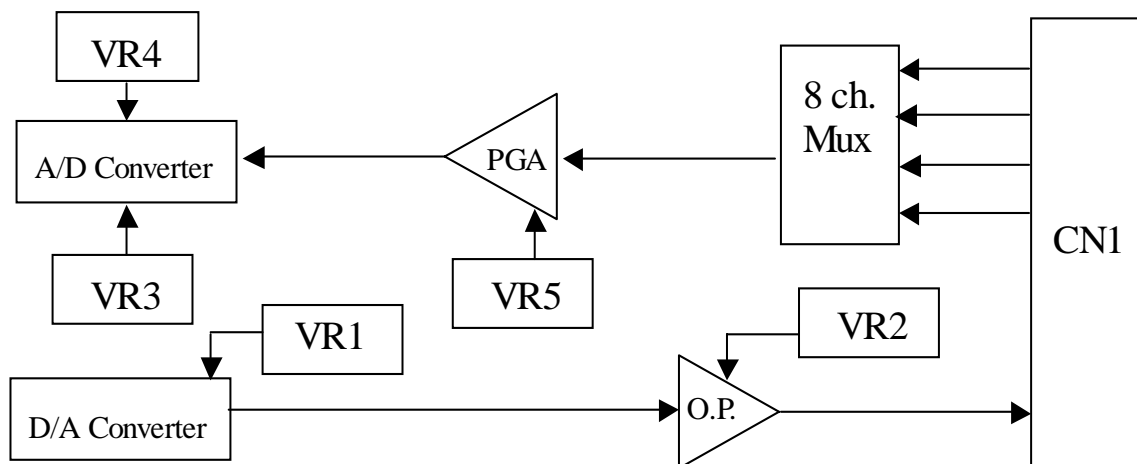 VR4
8 ch.
Mux
A/D Converter
PGA
CN1
VR3
VR5
VR1
VR2
D/A Converter
O.P.